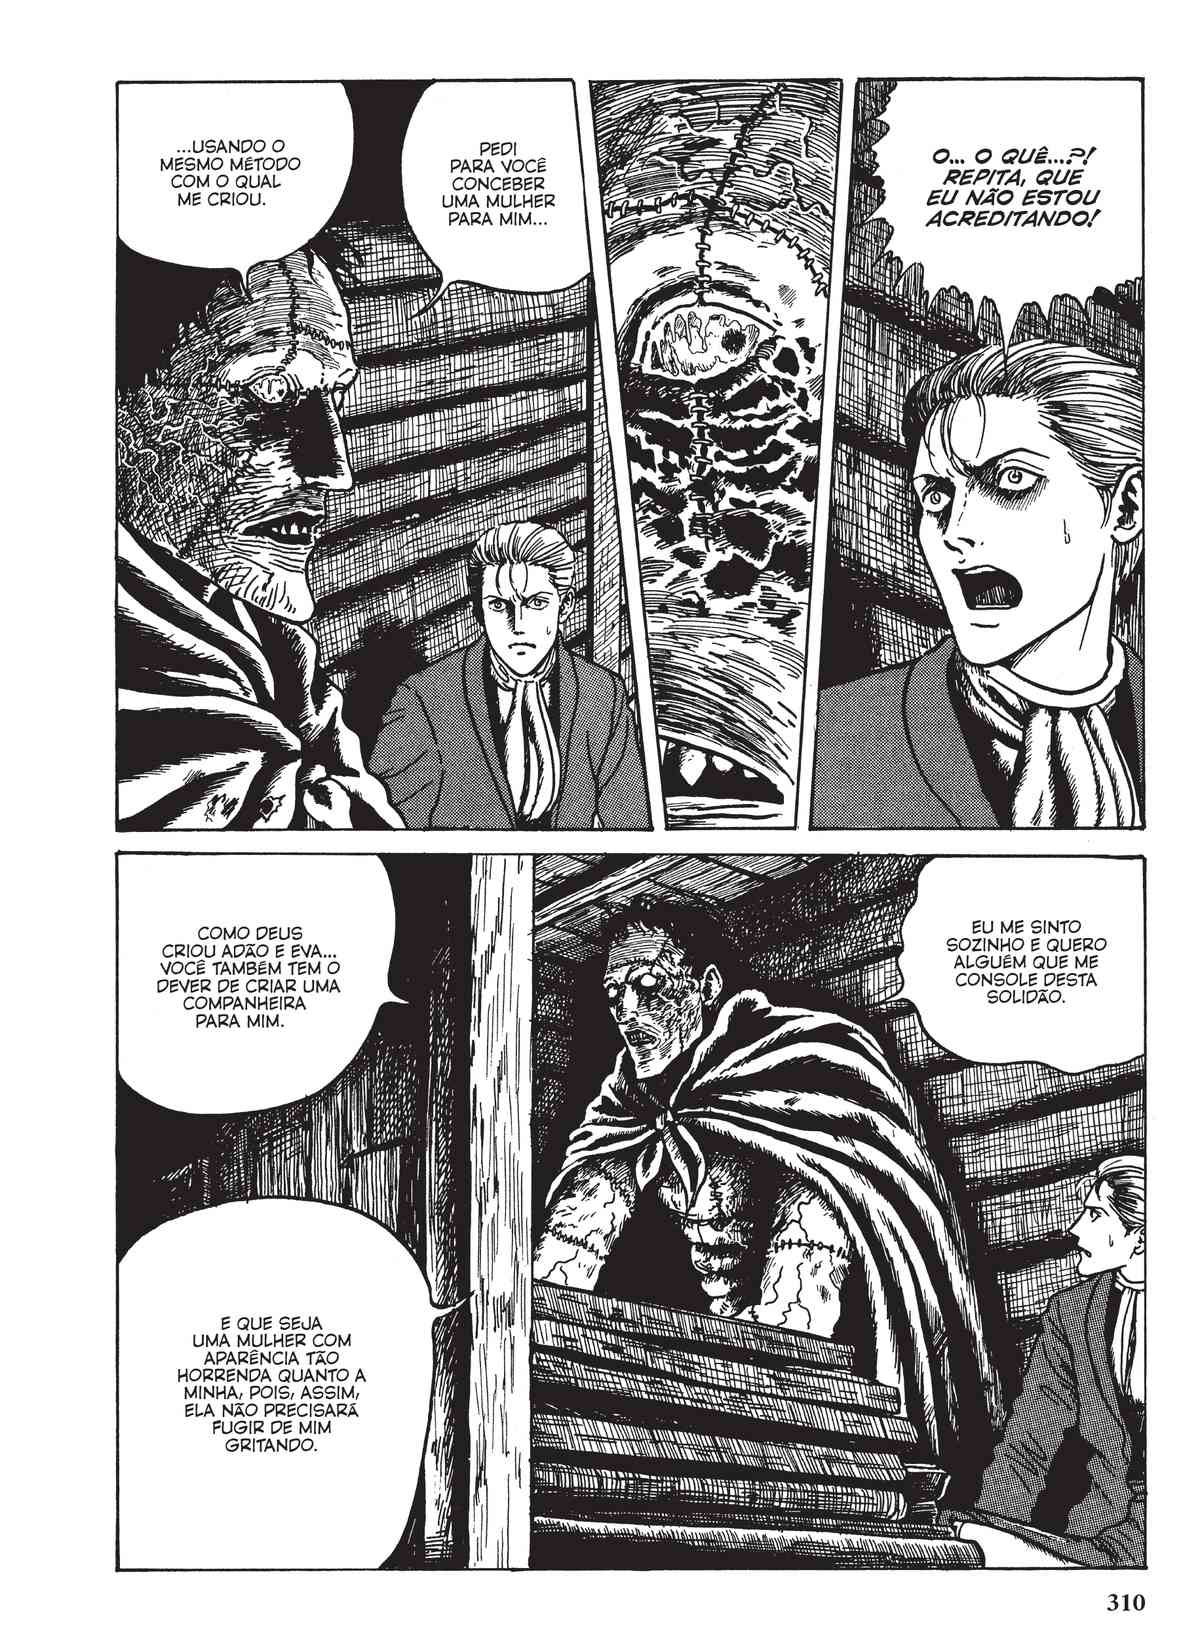 O... O QUÊ...?!
REPITA, QUE
EU NÃO ESTOU
ACREDITANDO!
PEDI
PARA VOCÊ
CONCEBER
UMA MULHER
PARA MIM...
...USANDO O
MESMO MÉTODO
COM O QUAL
ME CRIOU.
EU ME SINTO
SOZINHO E QUERO
ALGUÉM QUE ME
CONSOLE DESTA
SOLIDÃO.
COMO DEUS
CRIOU ADÃO E EVA...
VOCÊ TAMBÉM TEM O
DEVER DE CRIAR UMA
COMPANHEIRA
PARA MIM.
E QUE SEJA
UMA MULHER COM
APARÊNCIA TÃO
HORRENDA QUANTO A
MINHA, POIS, ASSIM,
ELA NÃO PRECISARÁ
FUGIR DE MIM
GRITANDO.
310